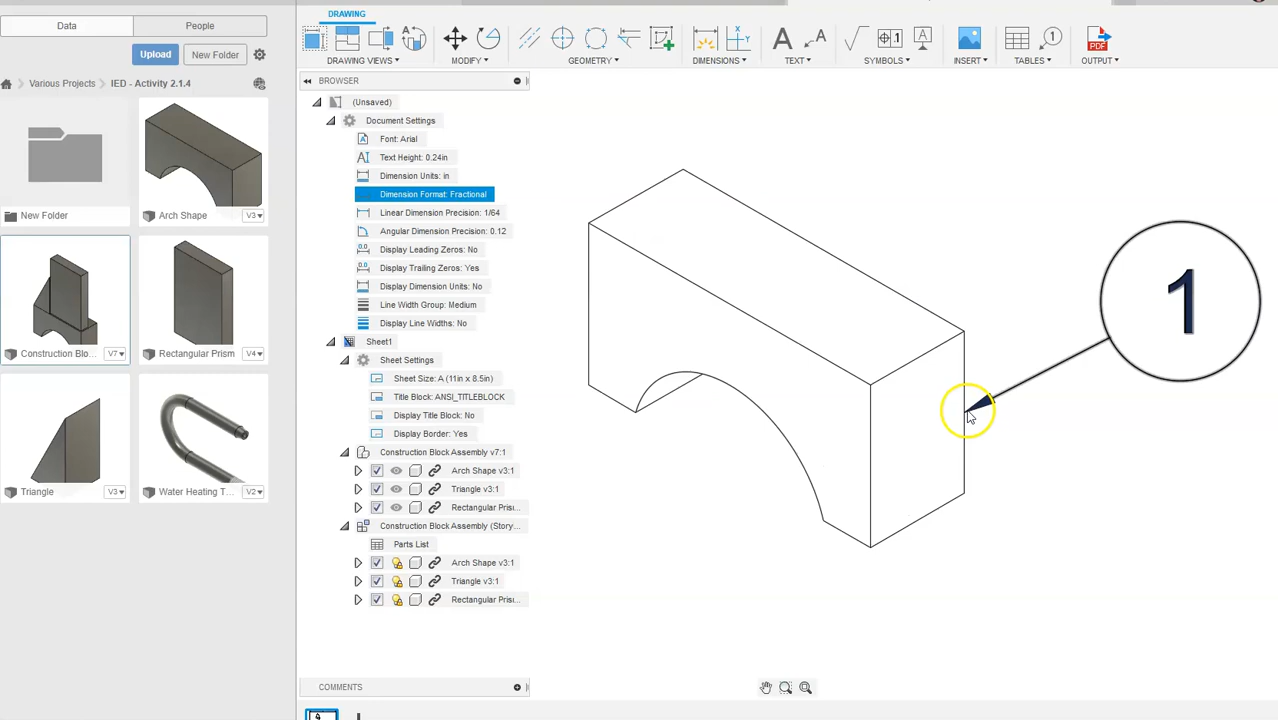 Data
People
Upload
New Folder
Various Projects
IED - Activity 2.1.4
New Folder
Arch Shape
V3
Construction Blo...
V7
Rectangular Prism
V4
Triangle
V3
Water Heating T...
V2
DRAWING
DRAWING VIEWS
MODIFY
GEOMETRY
DIMENSIONS
TEXT
SYMBOLS
INSERT
TABLES
PDF
OUTPUT
BROWSER
(Unsaved)
Document Settings
Font: Arial
Text Height: 0.24in
Dimension Units: in
Dimension Format: Fractional
Linear Dimension Precision: 1/64
Angular Dimension Precision: 0.12
Display Leading Zeros: No
Display Trailing Zeros: Yes
Display Dimension Units: No
Line Width Group: Medium
Display Line Widths: No
Sheet1
Sheet Settings
Sheet Size: A (11in x 8.5in)
Title Block: ANSI_TITLEBLOCK
Display Title Block: No
Display Border: Yes
Construction Block Assembly v7:1
Arch Shape v3:1
Triangle v3:1
Rectangular Pris...
Construction Block Assembly (Story...
Parts List
Arch Shape v3:1
Triangle v3:1
Rectangular Pris...
1
COMMENTS